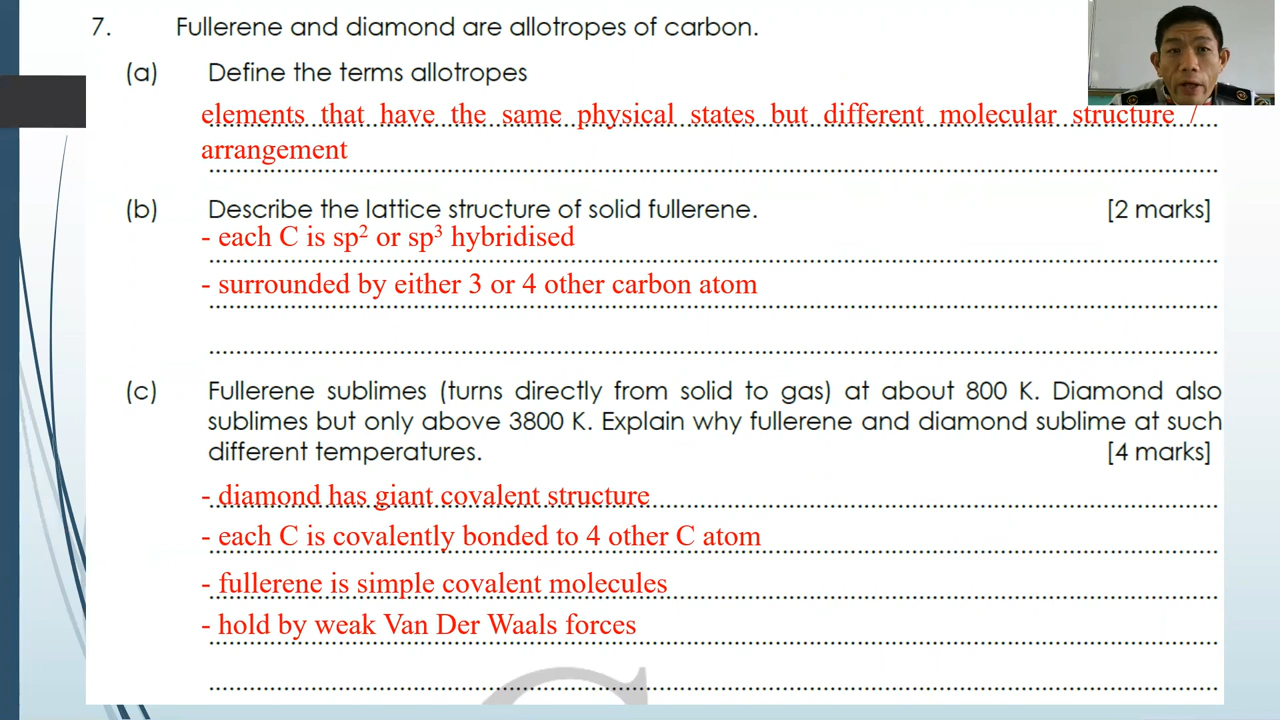 7. Fullerene and diamond are allotropes of carbon.
(a) Define the terms allotropes
elements that have the same physical states but different molecular structure /
arrangement
(b) Describe the lattice structure of solid fullerene. [2 marks]
- each C is sp² or sp³ hybridised
- surrounded by either 3 or 4 other carbon atom
(c) Fullerene sublimes (turns directly from solid to gas) at about 800 K. Diamond also
sublimes but only above 3800 K. Explain why fullerene and diamond sublime at such
different temperatures. [4 marks]
- diamond has giant covalent structure
- each C is covalently bonded to 4 other C atom
- fullerene is simple covalent molecules
- hold by weak Van Der Waals forces